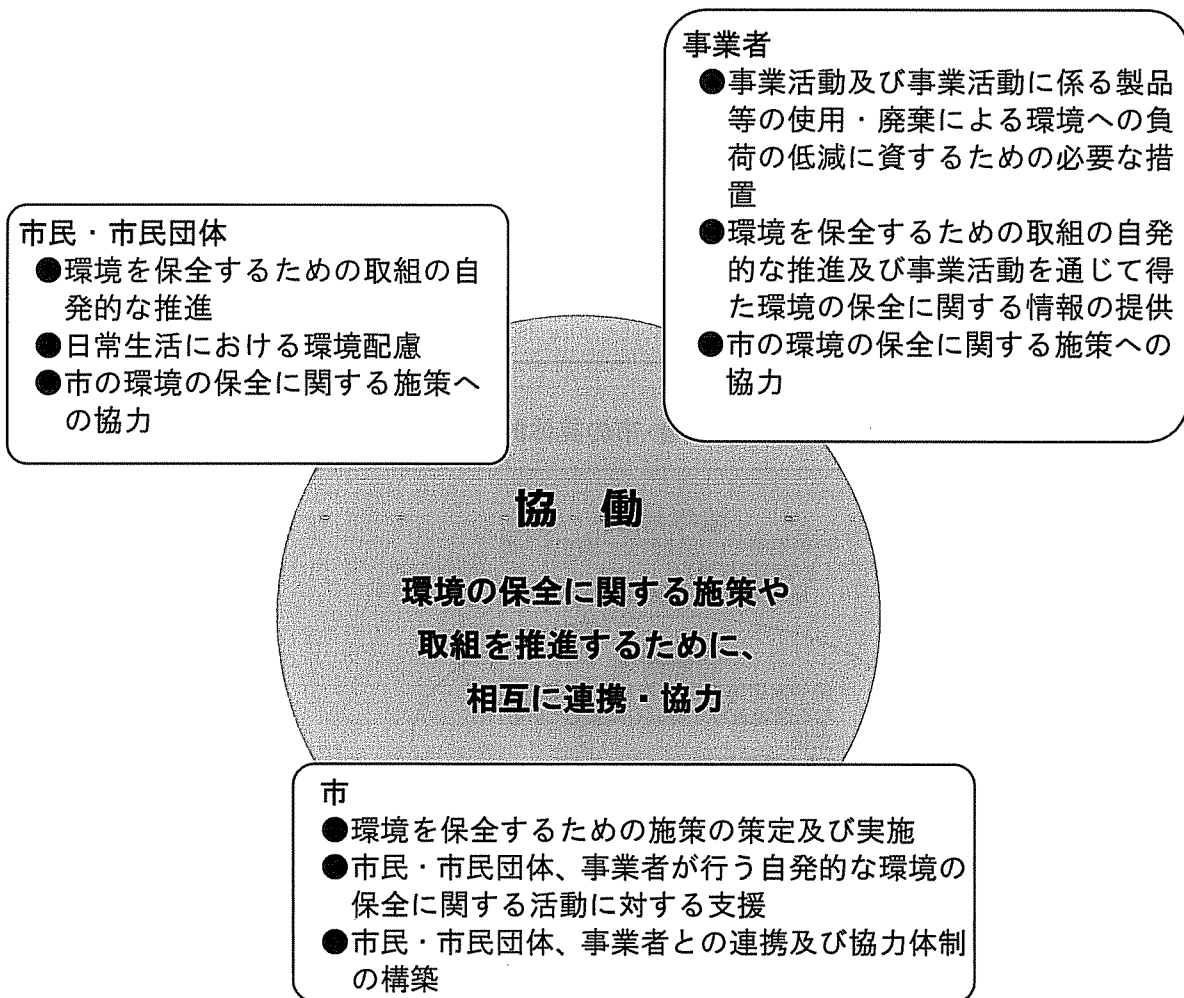 事業者
●事業活動及び事業活動に係る製品
等の使用・廃棄による環境への負
荷の低減に資するための必要な措
置
●環境を保全するための取組の自発
的な推進及び事業活動を通じて得
た環境の保全に関する情報の提供
●市の環境の保全に関する施策への
協力
市民・市民団体
●環境を保全するための取組の自
発的な推進
●日常生活における環境配慮
●市の環境の保全に関する施策へ
の協力
協 働
環境の保全に関する施策や
取組を推進するために、
相互に連携・協力
市
●環境を保全するための施策の策定及び実施
●市民・市民団体、事業者が行う自発的な環境の
保全に関する活動に対する支援
●市民・市民団体、事業者との連携及び協力体制
の構築